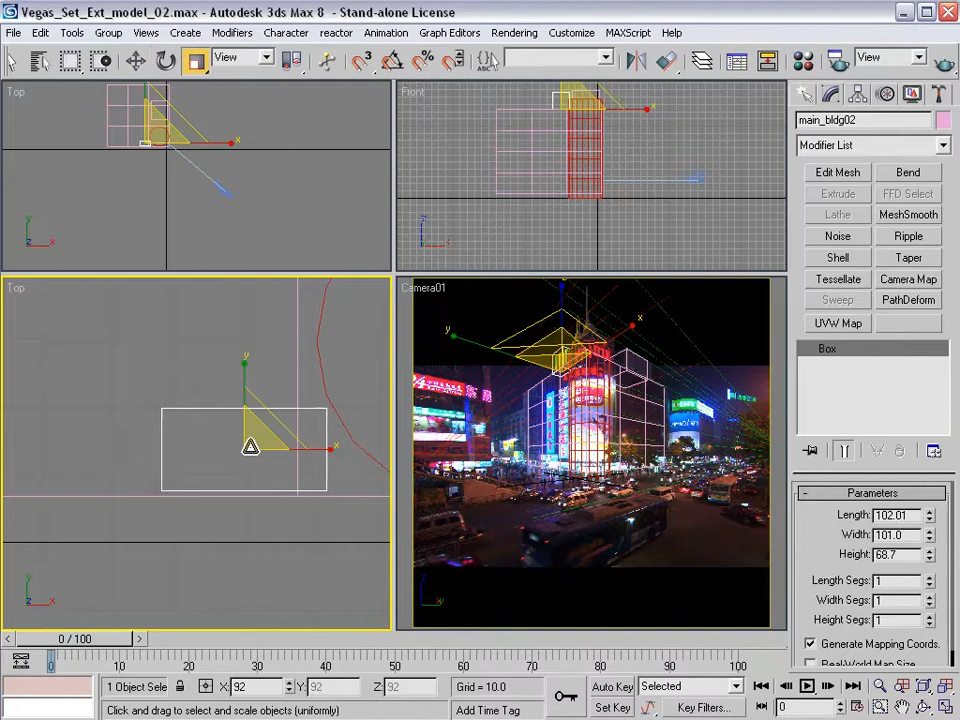 Vegas_Set_Ext_model_02.max - Autodesk 3ds Max 8 - Stand-alone License
File Edit Tools Group Views Create Modifiers Character reactor Animation Graph Editors Rendering Customize MAXScript Help
View View
Top Front
x x
y z
z x
Top Camera01
y y x
x
y
z x
main_bldg02
Modifier List
Edit Mesh Bend
Extrude FFD Select
Lathe MeshSmooth
Noise Ripple
Shell Taper
Tessellate Camera Map
Sweep PathDeform
UVW Map
Box
- Parameters
Length: 102.01
Width: 101.0
Height: 68.7
Length Segs: 1
Width Segs: 1
Height Segs: 1
Generate Mapping Coords.
Real-World Map Size
0 / 100
0 10 20 30 40 50 60 70 80 90 100
1 Object Sele X: 92 Y: 92 Z: 92 Grid = 10.0 Auto Key Selected
Click and drag to select and scale objects (uniformly) Add Time Tag Set Key Key Filters... 0